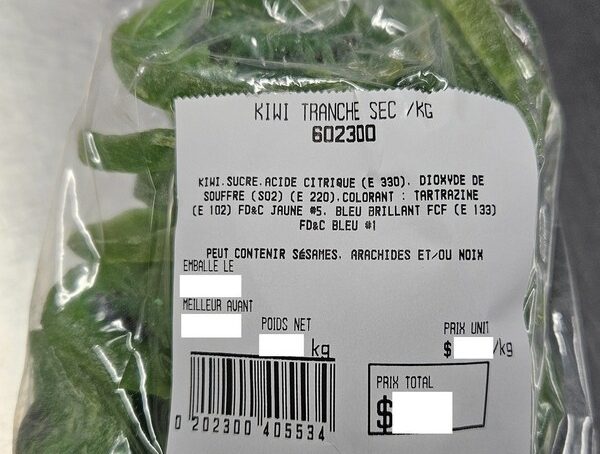 KIWI TRANCHE SEC /KG
602300
KIWI.SUCRE.ACIDE CITRIQUE (E 330). DIOXYDE DE
SOUFFRE (SO2) (E 220).COLORANT : TARTRAZINE
(E 102) FD&C JAUNE #5. BLEU BRILLANT FCF (E 133)
FD&C BLEU #1
PEUT CONTENIR SÉSAMES, ARACHIDES ET/OU NOIX
EMBALLE LE
MEILLEUR AVANT
POIDS NET
kg
PRIX UNIT
$ /kg
PRIX TOTAL
$
0 202300 405534